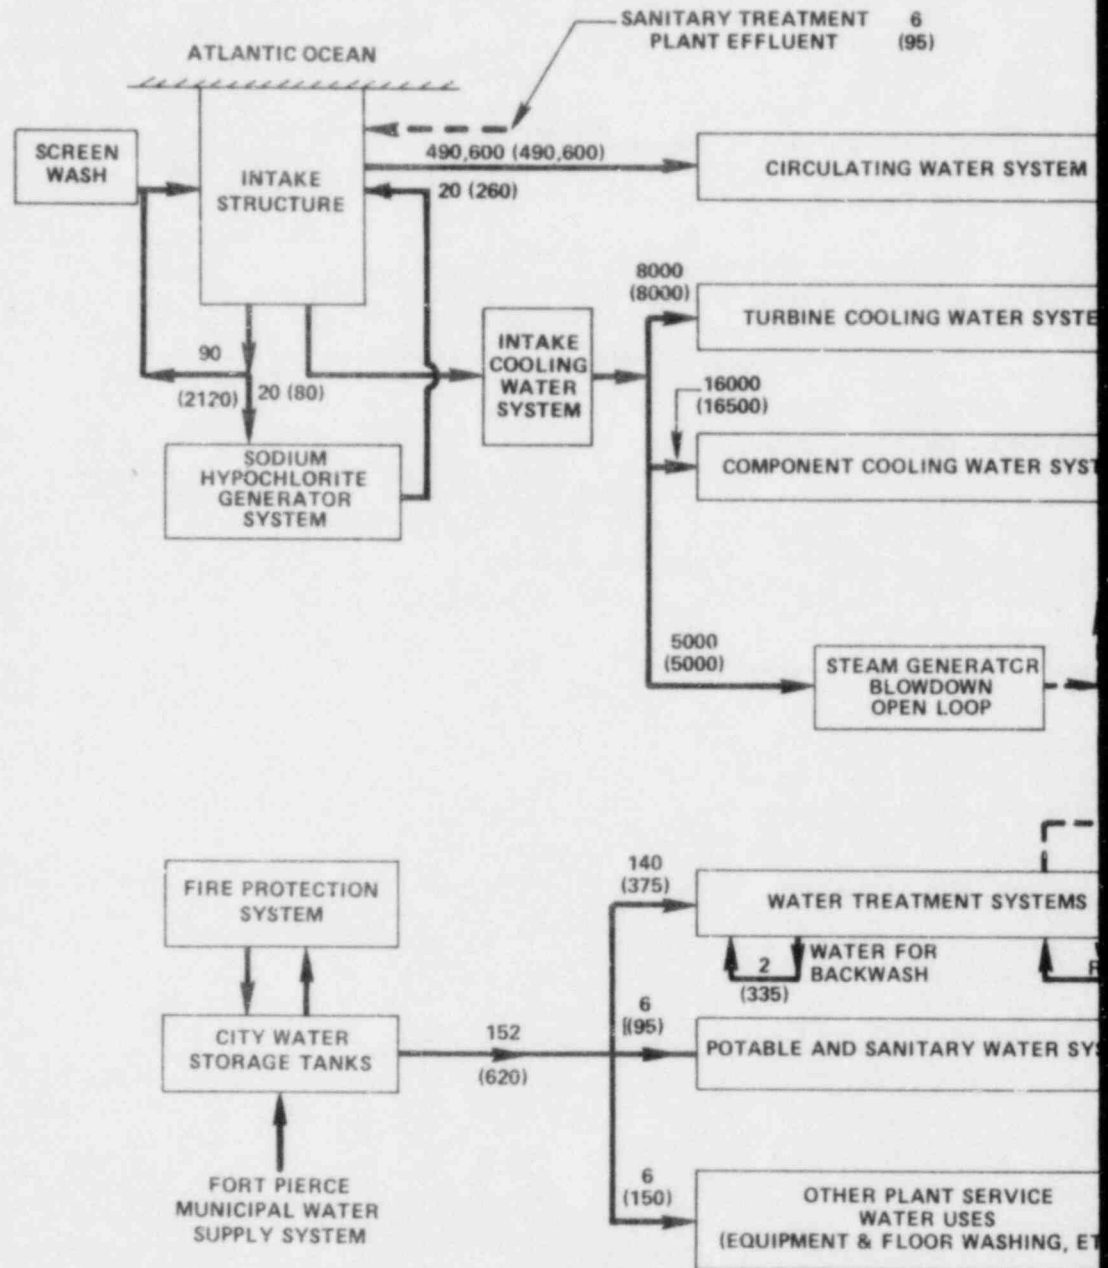 SANITARY TREATMENT 6
PLANT EFFLUENT (95)
ATLANTIC OCEAN
SCREEN
WASH
INTAKE
STRUCTURE
490,600 (490,600)
20 (260)
CIRCULATING WATER SYSTEM
8000
(8000)
TURBINE COOLING WATER SYSTE
INTAKE
COOLING
WATER
SYSTEM
90
(2120)
20 (80)
16000
(16500)
COMPONENT COOLING WATER SYST
SODIUM
HYPOCHLORITE
GENERATOR
SYSTEM
5000
(5000)
STEAM GENERATOR
BLOWDOWN
OPEN LOOP
FIRE PROTECTION
SYSTEM
140
(375)
WATER TREATMENT SYSTEMS
2
(335)
WATER FOR
BACKWASH
R
CITY WATER
STORAGE TANKS
152
(620)
6
(95)
POTABLE AND SANITARY WATER SYS
FORT PIERCE
MUNICIPAL WATER
SUPPLY SYSTEM
6
(150)
OTHER PLANT SERVICE
WATER USES
(EQUIPMENT & FLOOR WASHING, ET